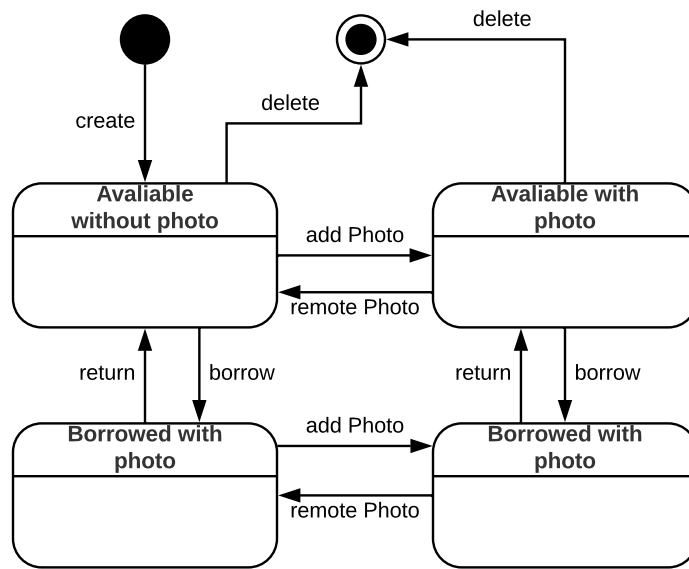 delete
delete
create
Avaliable
without photo
Avaliable with
photo
add Photo
remote Photo
return
borrow
return
borrow
Borrowed with
photo
Borrowed with
photo
add Photo
remote Photo